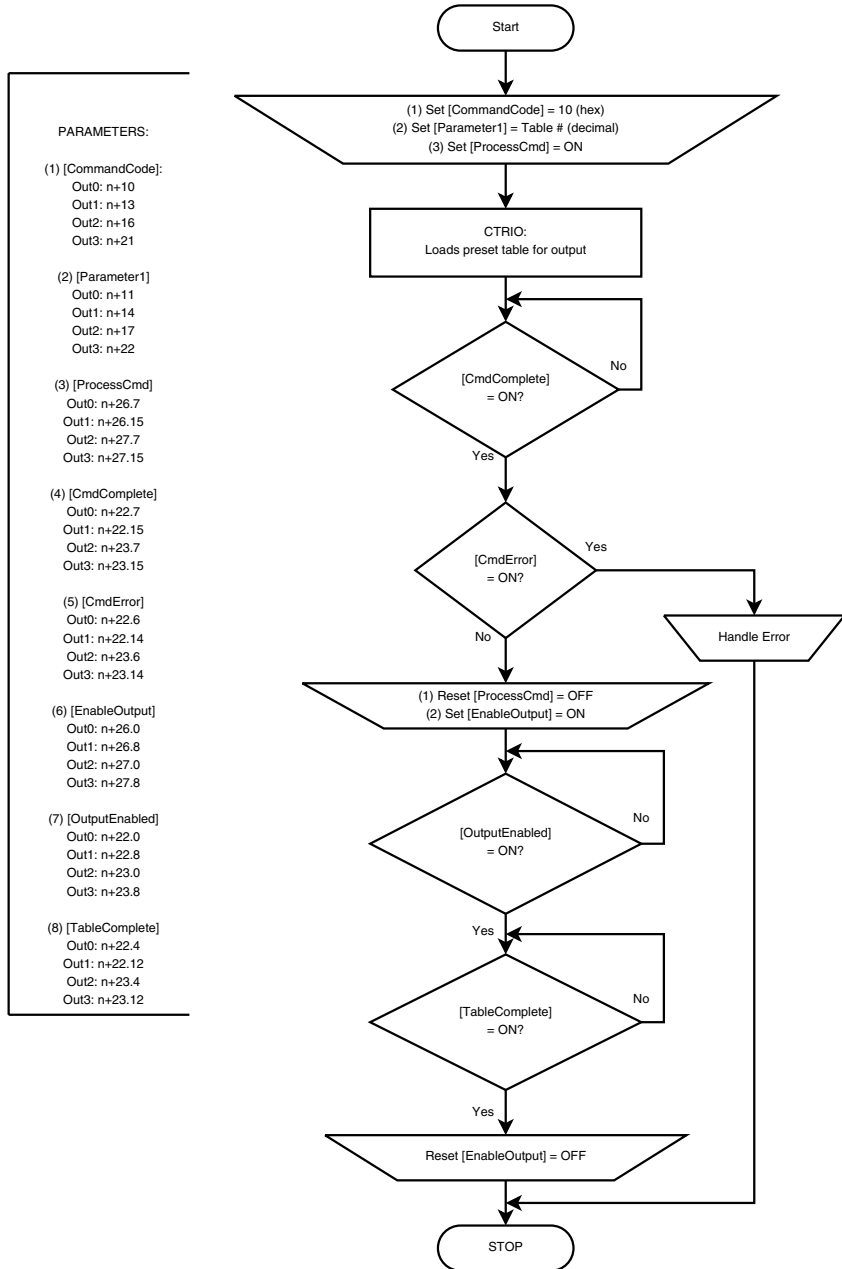 Start
(1) Set [CommandCode] = 10 (hex)
(2) Set [Parameter1] = Table # (decimal)
(3) Set [ProcessCmd] = ON
PARAMETERS:
(1) [CommandCode]:
Out0: n+10
Out1: n+13
Out2: n+16
Out3: n+21
(2) [Parameter1]
Out0: n+11
Out1: n+14
Out2: n+17
Out3: n+22
(3) [ProcessCmd]
Out0: n+26.7
Out1: n+26.15
Out2: n+27.7
Out3: n+27.15
(4) [CmdComplete]
Out0: n+22.7
Out1: n+22.15
Out2: n+23.7
Out3: n+23.15
(5) [CmdError]
Out0: n+22.6
Out1: n+22.14
Out2: n+23.6
Out3: n+23.14
(6) [EnableOutput]
Out0: n+26.0
Out1: n+26.8
Out2: n+27.0
Out3: n+27.8
(7) [OutputEnabled]
Out0: n+22.0
Out1: n+22.8
Out2: n+23.0
Out3: n+23.8
(8) [TableComplete]
Out0: n+22.4
Out1: n+22.12
Out2: n+23.4
Out3: n+23.12
CTRIO:
Loads preset table for output
[CmdComplete]
= ON?
No
Yes
[CmdError]
= ON?
Yes
No
Handle Error
(1) Reset [ProcessCmd] = OFF
(2) Set [EnableOutput] = ON
[OutputEnabled]
= ON?
No
Yes
[TableComplete]
= ON?
No
Yes
Reset [EnableOutput] = OFF
STOP